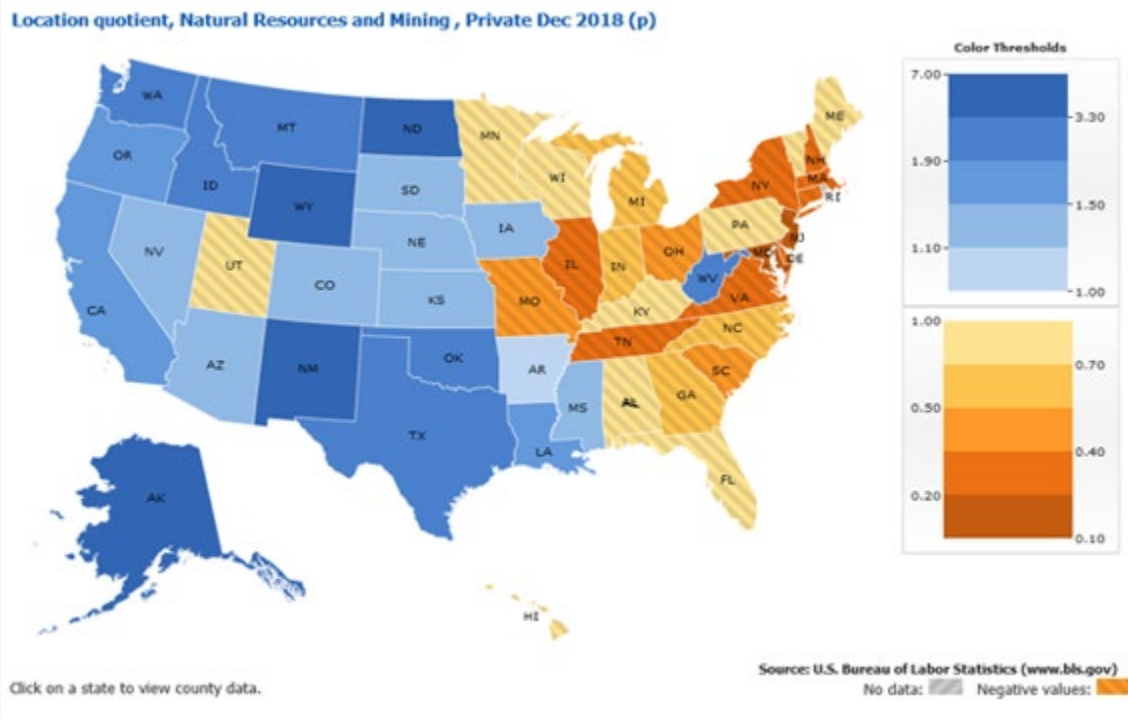 Location quotient, Natural Resources and Mining , Private Dec 2018 (p)
Color Thresholds
7.00
3.30
1.90
1.50
1.10
1.00
1.00
0.70
0.50
0.40
0.20
0.10
WA
MT
ND
MN
ME
OR
ID
WY
SD
WI
MI
NY
NH
MA
RI
NV
UT
CO
NE
IA
IL
IN
OH
PA
NJ
DE
WV
VA
CA
KS
MO
KY
AZ
NM
OK
AR
TN
NC
SC
TX
LA
MS
AL
GA
FL
AK
HI
Click on a state to view county data.
Source: U.S. Bureau of Labor Statistics (www.bls.gov)
No data:
Negative values: